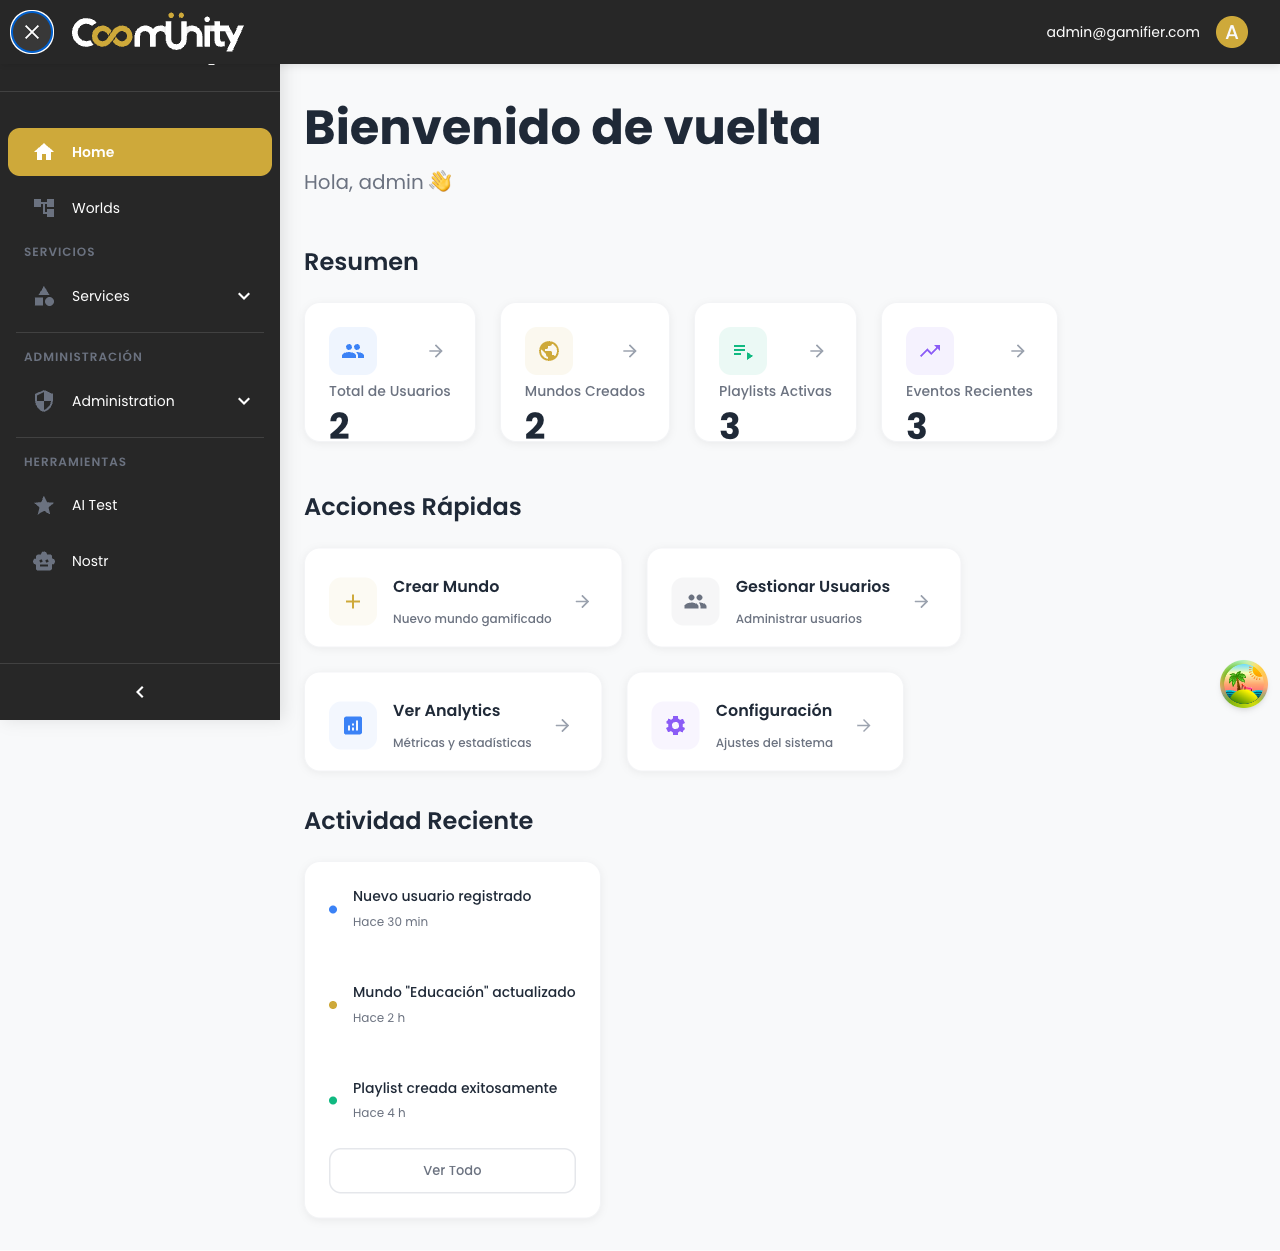 CoomÜnity
admin@gamifier.com
A
Home
Worlds
SERVICIOS
Services
ADMINISTRACIÓN
Administration
HERRAMIENTAS
AI Test
Nostr
Bienvenido de vuelta
Hola, admin 👋
Resumen
Total de Usuarios
2
Mundos Creados
2
Playlists Activas
3
Eventos Recientes
3
Acciones Rápidas
Crear Mundo
Nuevo mundo gamificado
Gestionar Usuarios
Administrar usuarios
Ver Analytics
Métricas y estadísticas
Configuración
Ajustes del sistema
Actividad Reciente
Nuevo usuario registrado
Hace 30 min
Mundo "Educación" actualizado
Hace 2 h
Playlist creada exitosamente
Hace 4 h
Ver Todo